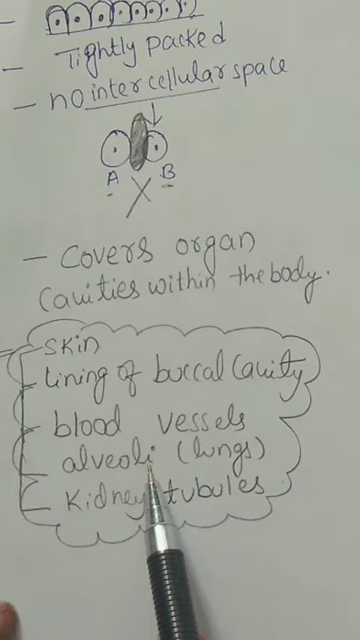 - Tightly packed
- no intercellular space
A B
- Covers organ
Cavities within the body.
- Skin
- lining of buccal Cavity
- blood vessels
- alveoli (lungs)
- Kidney tubules